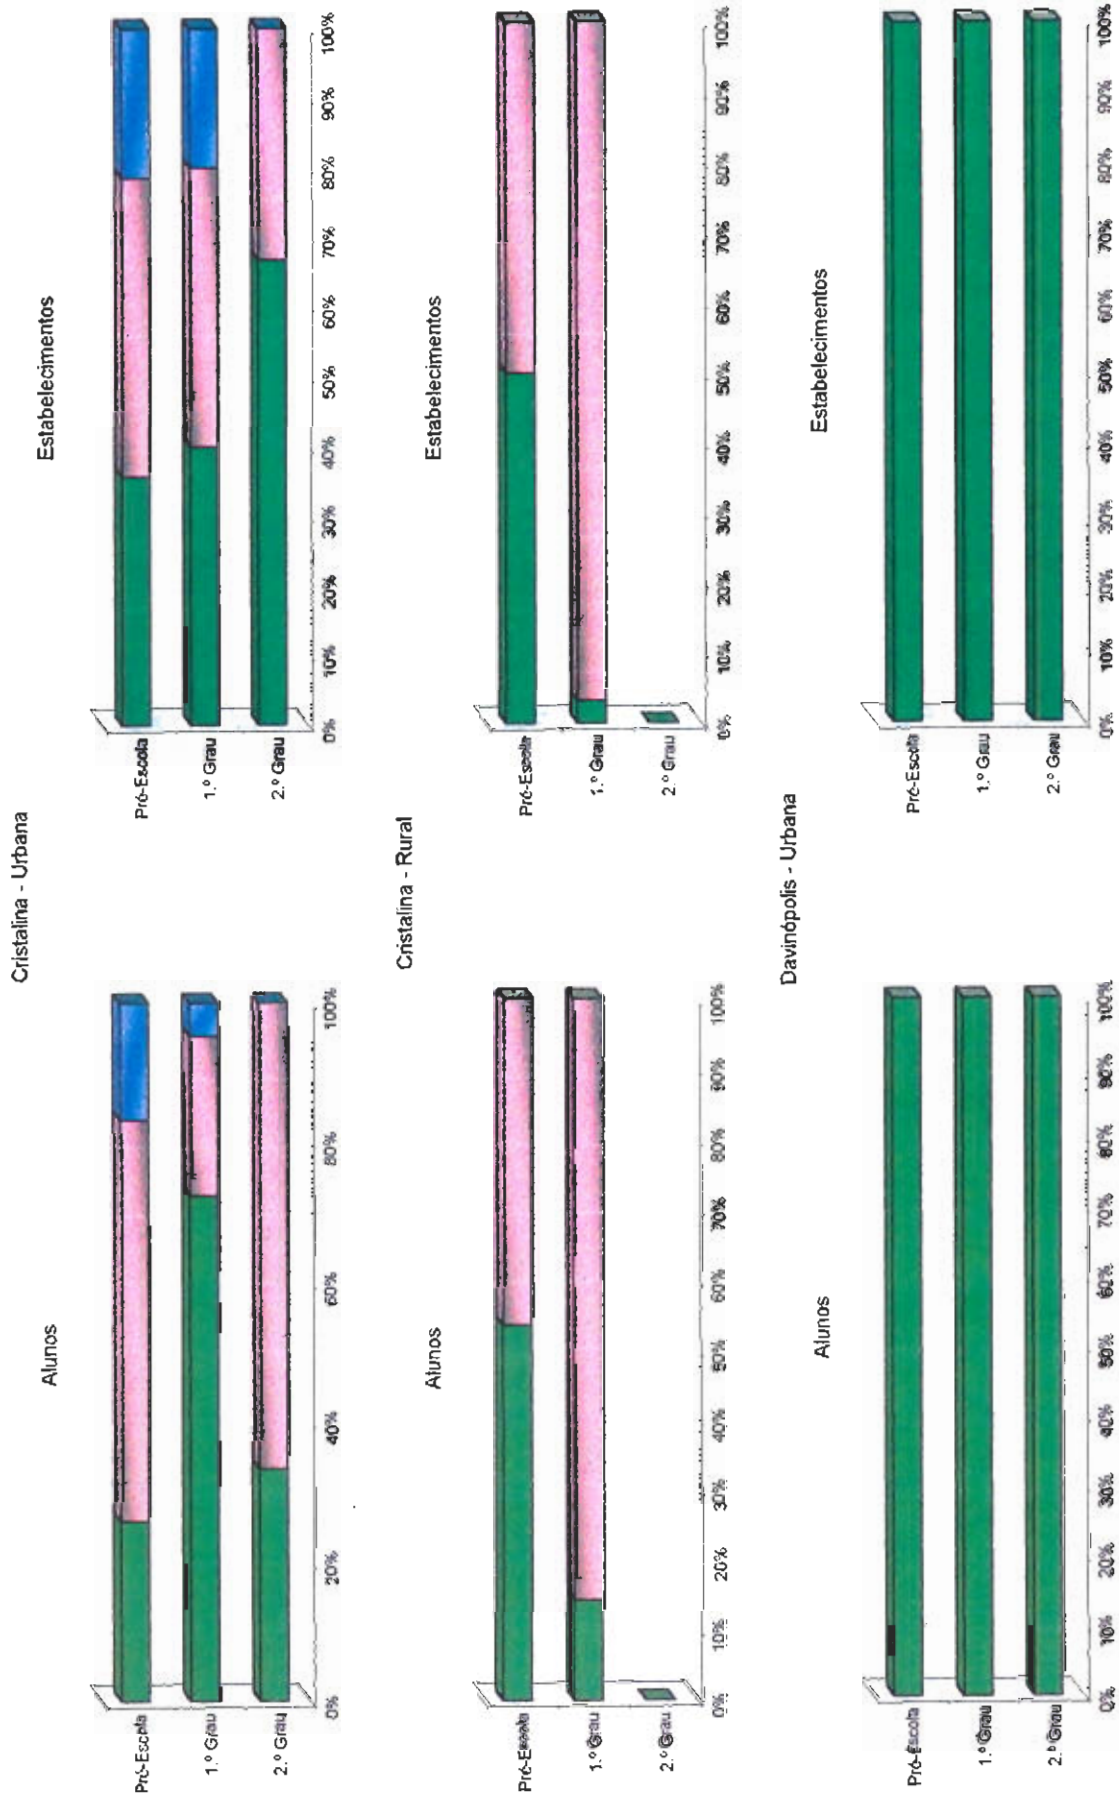 Cristalina - Urbana
Alunos
Pré-Escola
1.º Grau
2.º Grau
0% 20% 40% 60% 80% 100%
Estabelecimentos
Pré-Escola
1.º Grau
2.º Grau
0% 10% 20% 30% 40% 50% 60% 70% 80% 90% 100%
Cristalina - Rural
Alunos
Pré-Escola
1.º Grau
2.º Grau
0% 10% 20% 30% 40% 50% 60% 70% 80% 90% 100%
Estabelecimentos
Pré-Escola
1.º Grau
2.º Grau
0% 10% 20% 30% 40% 50% 60% 70% 80% 90% 100%
Davinópolis - Urbana
Alunos
Pré-Escola
1.º Grau
2.º Grau
0% 10% 20% 30% 40% 50% 60% 70% 80% 90% 100%
Estabelecimentos
Pré-Escola
1.º Grau
2.º Grau
0% 10% 20% 30% 40% 50% 60% 70% 80% 90% 100%